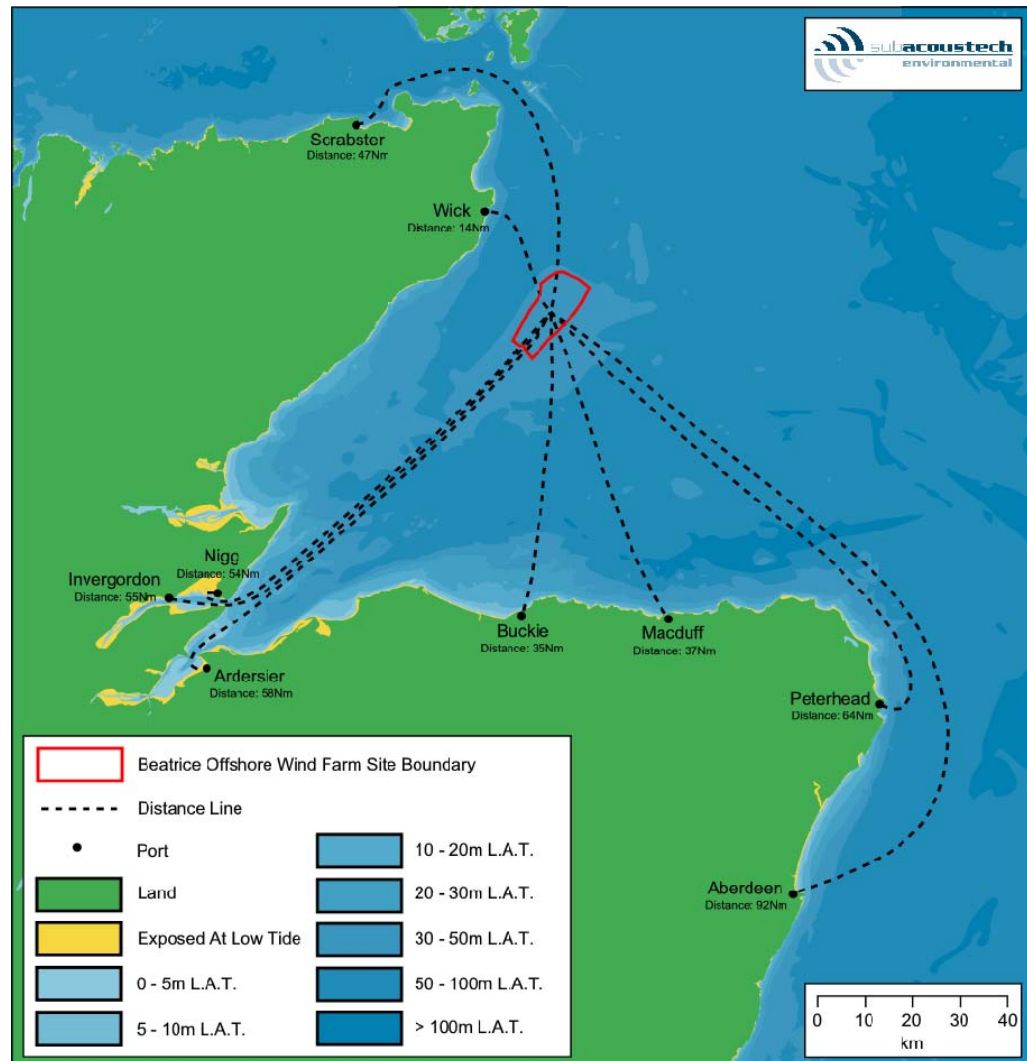 subacoustech
environmental
Scrabster
Distance: 47Nm
Wick
Distance: 14Nm
Nigg
Distance: 54Nm
Invergordon
Distance: 55Nm
Ardersier
Distance: 58Nm
Buckie
Distance: 35Nm
Macduff
Distance: 37Nm
Peterhead
Distance: 64Nm
Aberdeen
Distance: 92Nm
Beatrice Offshore Wind Farm Site Boundary
Distance Line
Port
Land
Exposed At Low Tide
0 - 5m L.A.T.
5 - 10m L.A.T.
10 - 20m L.A.T.
20 - 30m L.A.T.
30 - 50m L.A.T.
50 - 100m L.A.T.
> 100m L.A.T.
0 10 20 30 40
km